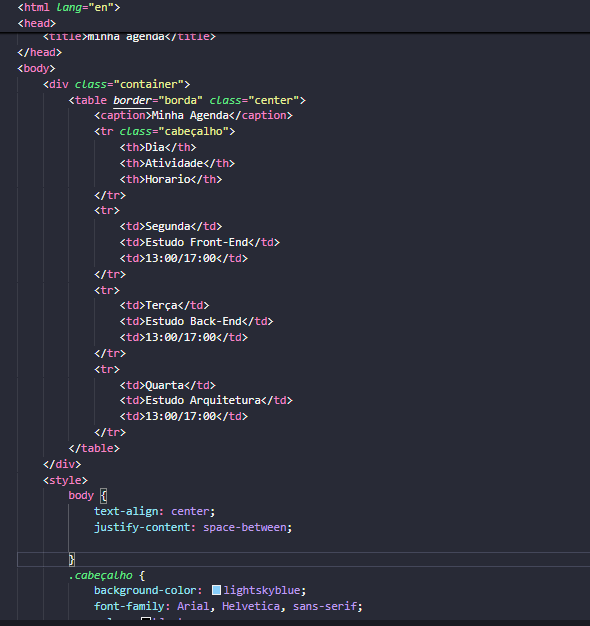 <html lang="en">
<head>
<title>minha agenda</title>
</head>
<body>
<div class="container">
<table border="borda" class="center">
<caption>Minha Agenda</caption>
<tr class="cabeçalho">
<th>Dia</th>
<th>Atividade</th>
<th>Horario</th>
</tr>
<tr>
<td>Segunda</td>
<td>Estudo Front-End</td>
<td>13:00/17:00</td>
</tr>
<tr>
<td>Terça</td>
<td>Estudo Back-End</td>
<td>13:00/17:00</td>
</tr>
<tr>
<td>Quarta</td>
<td>Estudo Arquitetura</td>
<td>13:00/17:00</td>
</tr>
</table>
</div>
<style>
body {
text-align: center;
justify-content: space-between;
}
.cabeçalho {
background-color: lightskyblue;
font-family: Arial, Helvetica, sans-serif;